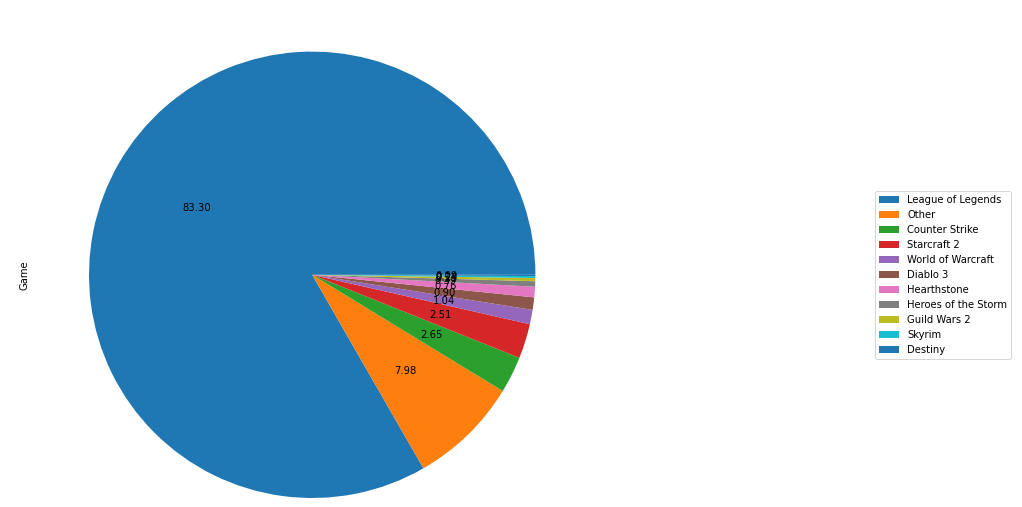 83.30
Game
0.76
0.90
1.04
2.51
2.65
7.98
League of Legends
Other
Counter Strike
Starcraft 2
World of Warcraft
Diablo 3
Hearthstone
Heroes of the Storm
Guild Wars 2
Skyrim
Destiny